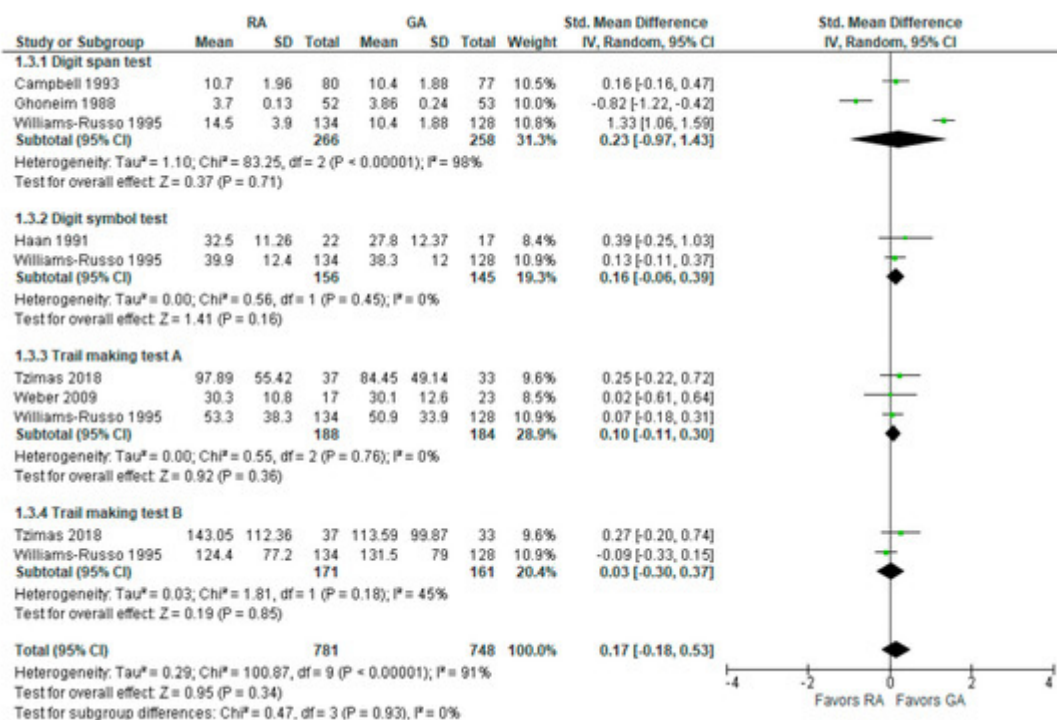 RA GA Std. Mean Difference Std. Mean Difference
Study or Subgroup Mean SD Total Mean SD Total Weight IV, Random, 95% CI IV, Random, 95% CI
1.3.1 Digit span test
Campbell 1993 10.7 1.96 80 10.4 1.88 77 10.5% 0.16 [-0.16, 0.47]
Ghoneim 1988 3.7 0.13 52 3.86 0.24 53 10.0% -0.82 [-1.22, -0.42]
Williams-Russo 1995 14.5 3.9 134 10.4 1.88 128 10.8% 1.33 [1.06, 1.59]
Subtotal (95% CI) 266 258 31.3% 0.23 [-0.97, 1.43]
Heterogeneity: Tau² = 1.10; Chi² = 83.25, df = 2 (P < 0.00001); I² = 98%
Test for overall effect: Z = 0.37 (P = 0.71)
1.3.2 Digit symbol test
Haan 1991 32.5 11.26 22 27.8 12.37 17 8.4% 0.39 [-0.25, 1.03]
Williams-Russo 1995 39.9 12.4 134 38.3 12 128 10.9% 0.13 [-0.11, 0.37]
Subtotal (95% CI) 156 145 19.3% 0.16 [-0.06, 0.39]
Heterogeneity: Tau² = 0.00; Chi² = 0.56, df = 1 (P = 0.45); I² = 0%
Test for overall effect: Z = 1.41 (P = 0.16)
1.3.3 Trail making test A
Tzimas 2018 97.89 55.42 37 84.45 49.14 33 9.6% 0.25 [-0.22, 0.72]
Weber 2009 30.3 10.8 17 30.1 12.6 23 8.5% 0.02 [-0.61, 0.64]
Williams-Russo 1995 53.3 38.3 134 50.9 33.9 128 10.9% 0.07 [-0.18, 0.31]
Subtotal (95% CI) 188 184 28.9% 0.10 [-0.11, 0.30]
Heterogeneity: Tau² = 0.00; Chi² = 0.55, df = 2 (P = 0.76); I² = 0%
Test for overall effect: Z = 0.92 (P = 0.36)
1.3.4 Trail making test B
Tzimas 2018 143.05 112.36 37 113.59 99.87 33 9.6% 0.27 [-0.20, 0.74]
Williams-Russo 1995 124.4 77.2 134 131.5 79 128 10.9% -0.09 [-0.33, 0.15]
Subtotal (95% CI) 171 161 20.4% 0.03 [-0.30, 0.37]
Heterogeneity: Tau² = 0.03; Chi² = 1.81, df = 1 (P = 0.18); I² = 45%
Test for overall effect: Z = 0.19 (P = 0.85)
Total (95% CI) 781 748 100.0% 0.17 [-0.18, 0.53]
Heterogeneity: Tau² = 0.29; Chi² = 100.87, df = 9 (P < 0.00001); I² = 91%
Test for overall effect: Z = 0.95 (P = 0.34)
Test for subgroup differences: Chi² = 0.47, df = 3 (P = 0.93), I² = 0%
-4 -2 0 2 4
Favors RA Favors GA